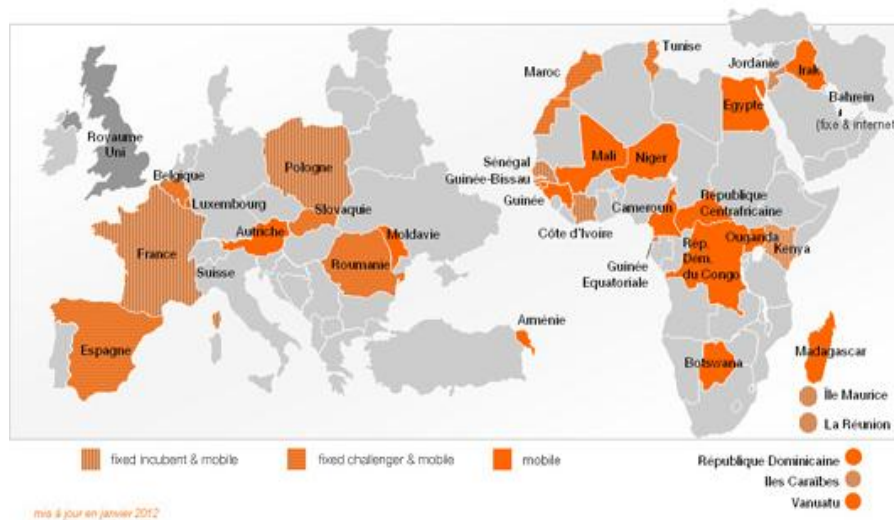 Royaume
Uni
Belgique
Luxembourg
Pologne
Slovaquie
Autriche
Moldavie
France
Suisse
Roumanie
Espagne
Arménie
Maroc
Tunise
Jordanie
Irak
Egypte
Bahrein
(fixe & internet
Mali
Niger
Sénégal
Guinée-Bissau
Guinée
Cameroun
République
Centrafricaine
Côte d'Ivoire
Ouganda
Kenya
Rép.
Dem.
du Congo
Guinée
Equatoriale
Botswana
Madagascar
Île Maurice
La Réunion
fixed incubent & mobile
fixed challenger & mobile
mobile
République Dominicaine
Iles Caraïbes
Vanuatu
mis à jour en janvier 2012